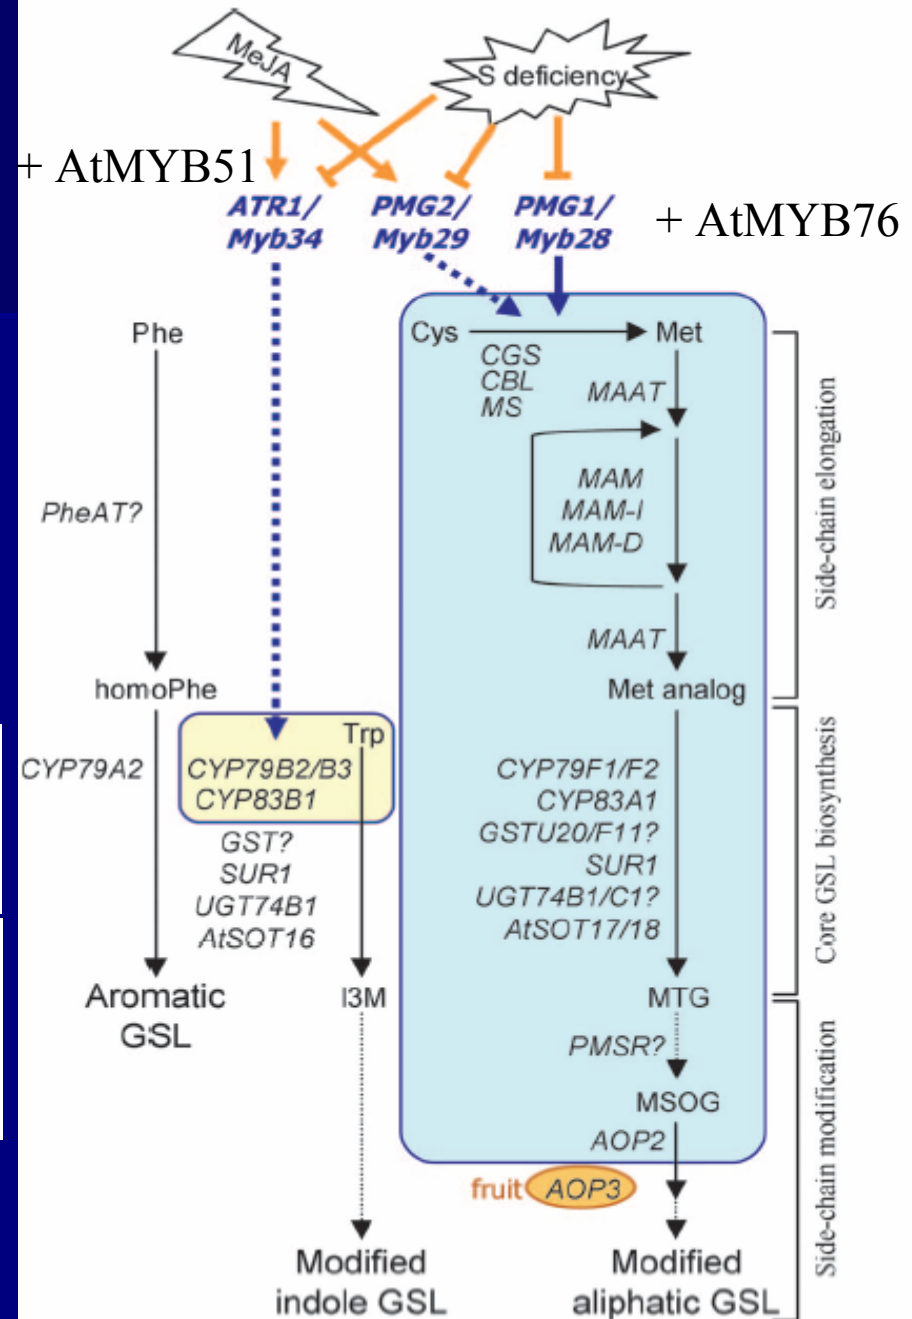 MeJA
S deficiency
+ AtMYB51
ATR1/
Myb34
PMG2/
Myb29
PMG1/
Myb28
+ AtMYB76
Phe
Cys
Met
CGS
CBL
MS
MAAT
MAM
MAM-I
MAM-D
PheAT?
MAAT
homoPhe
Met analog
Side-chain elongation
Trp
CYP79A2
CYP79B2/B3
CYP83B1
GST?
SUR1
UGT74B1
AtSOT16
CYP79F1/F2
CYP83A1
GSTU20/F11?
SUR1
UGT74B1/C1?
AtSOT17/18
Core GSL biosynthesis
Aromatic
GSL
I3M
MTG
PMSR?
MSOG
AOP2
fruit AOP3
Side-chain modification
Modified
indole GSL
Modified
aliphatic GSL